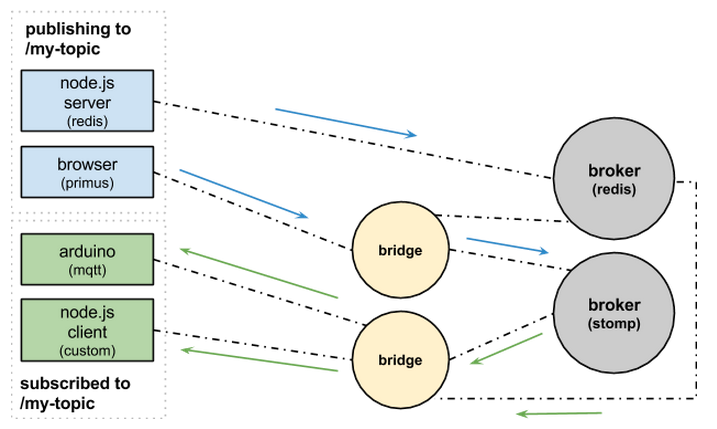 publishing to
/my-topic
node.js
server
(redis)
browser
(primus)
arduino
(mqtt)
node.js
client
(custom)
subscribed to
/my-topic
bridge
bridge
broker
(redis)
broker
(stomp)